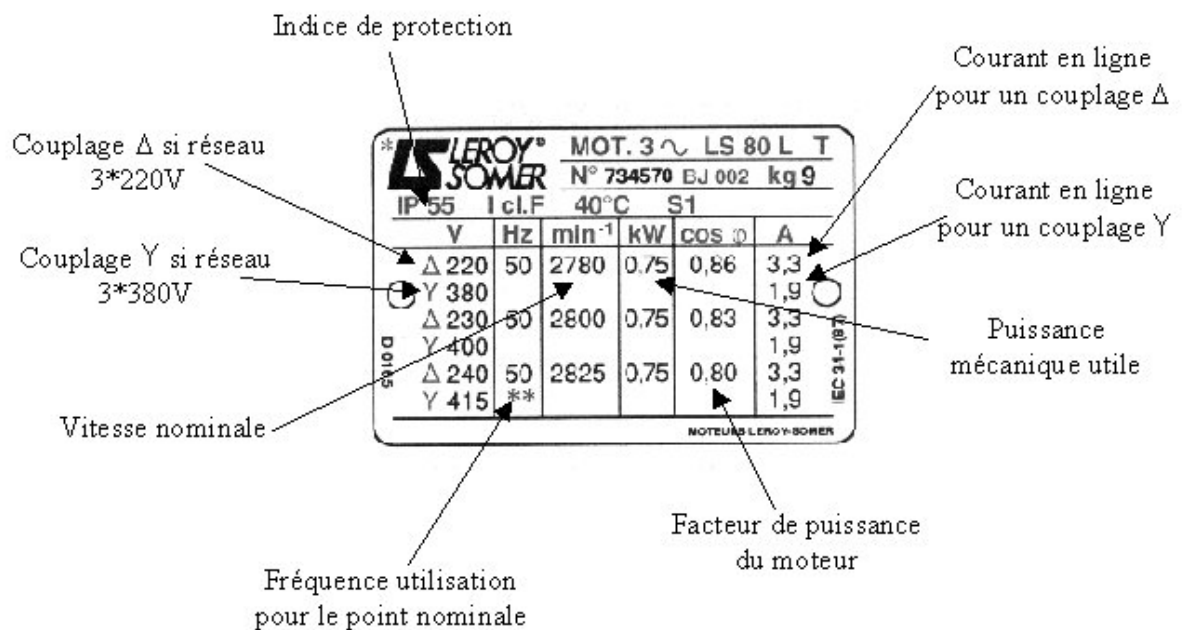 Indice de protection
Courant en ligne
pour un couplage Δ
Couplage Δ si réseau
3*220V
Courant en ligne
pour un couplage Y
Couplage Y si réseau
3*380V
Puissance
mécanique utile
Vitesse nominale
Facteur de puissance
du moteur
Fréquence utilisation
pour le point nominale
* LEROY®
SOMER
MOT. 3 ~ LS 80 L T
N° 734570 BJ 002 kg 9
IP 55 I cl.F 40°C S1
V Hz min-1 kW cos φ A
Δ 220 50 2780 0,75 0,86 3,3
Y 380 1,9
Δ 230 50 2800 0,75 0,83 3,3
Y 400 1,9
Δ 240 50 2825 0,75 0,80 3,3
Y 415 ** 1,9
D 0165
IEC 34-1(87)
MOTEURS LEROY-SOMER